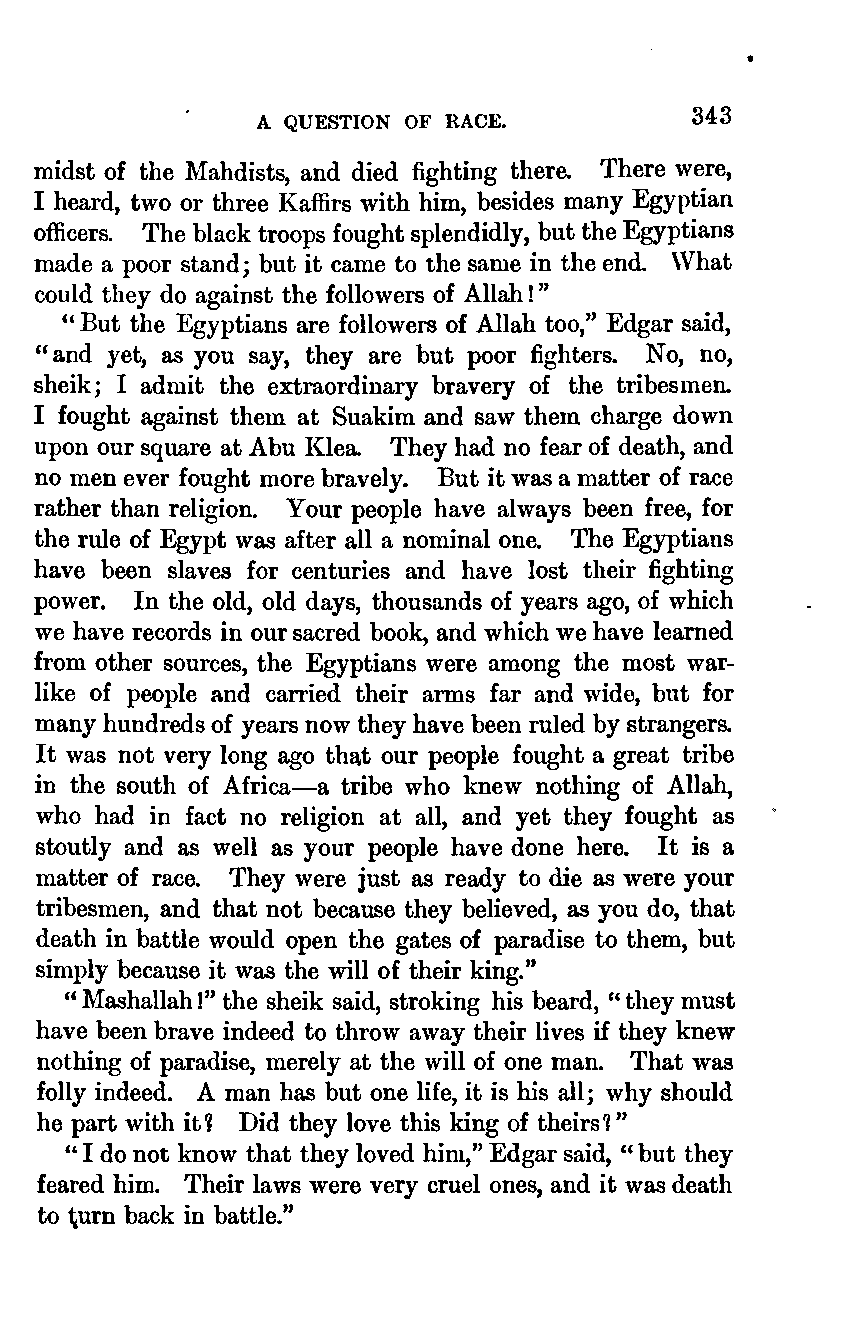 A QUESTION OF RACE. 343
midst of the Mahdists, and died fighting there. There were,
I heard, two or three Kaffirs with him, besides many Egyptian
officers. The black troops fought splendidly, but the Egyptians
made a poor stand; but it came to the same in the end. What
could they do against the followers of Allah!"
"But the Egyptians are followers of Allah too," Edgar said,
"and yet, as you say, they are but poor fighters. No, no,
sheik; I admit the extraordinary bravery of the tribesmen.
I fought against them at Suakim and saw them charge down
upon our square at Abu Klea. They had no fear of death, and
no men ever fought more bravely. But it was a matter of race
rather than religion. Your people have always been free, for
the rule of Egypt was after all a nominal one. The Egyptians
have been slaves for centuries and have lost their fighting
power. In the old, old days, thousands of years ago, of which
we have records in our sacred book, and which we have learned
from other sources, the Egyptians were among the most war-
like of people and carried their arms far and wide, but for
many hundreds of years now they have been ruled by strangers.
It was not very long ago that our people fought a great tribe
in the south of Africa—a tribe who knew nothing of Allah,
who had in fact no religion at all, and yet they fought as
stoutly and as well as your people have done here. It is a
matter of race. They were just as ready to die as were your
tribesmen, and that not because they believed, as you do, that
death in battle would open the gates of paradise to them, but
simply because it was the will of their king."
"Mashallah!" the sheik said, stroking his beard, "they must
have been brave indeed to throw away their lives if they knew
nothing of paradise, merely at the will of one man. That was
folly indeed. A man has but one life, it is his all; why should
he part with it? Did they love this king of theirs?"
"I do not know that they loved him," Edgar said, "but they
feared him. Their laws were very cruel ones, and it was death
to turn back in battle."